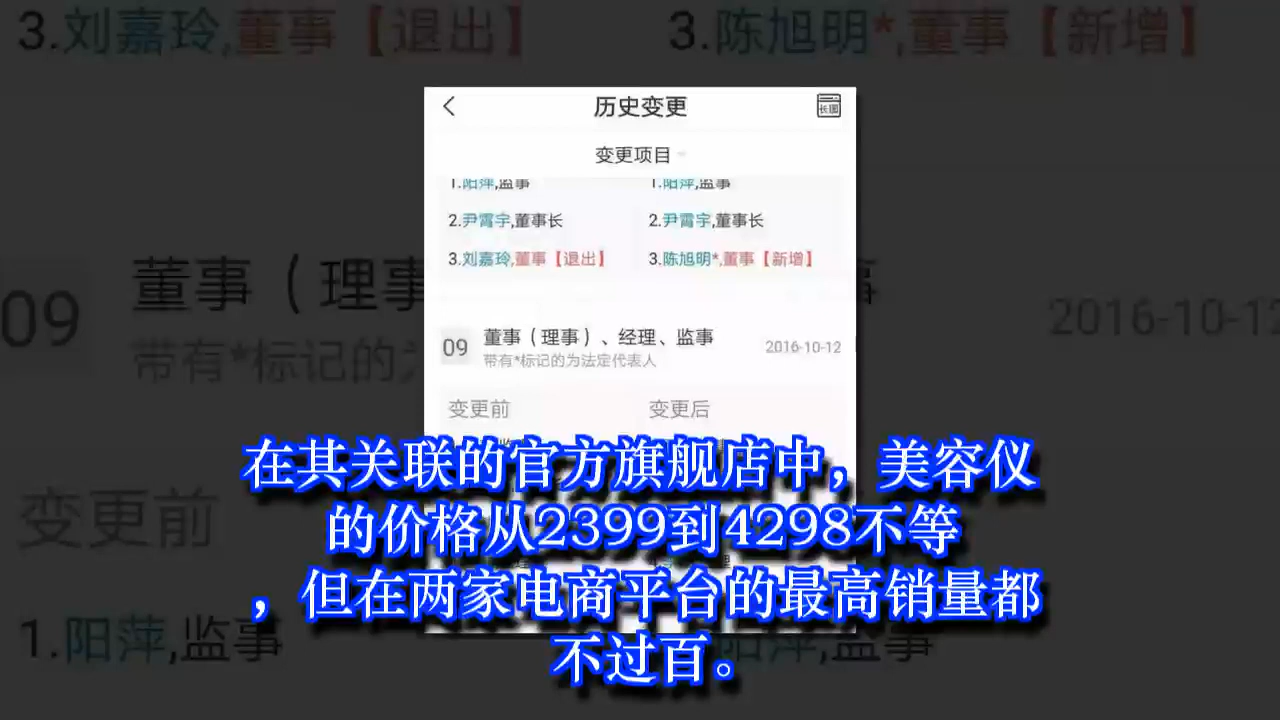 3.刘嘉玲,董事【退出】
3.陈旭明*,董事【新增】
历史变更
长图
变更项目
1.阳萍,监事
1.阳萍,监事
2.尹霄宇,董事长
2.尹霄宇,董事长
3.刘嘉玲,董事【退出】
3.陈旭明*,董事【新增】
09
董事（理事）、经理、监事
2016-10-12
带有*标记的为法定代表人
变更前
变更后
09
董事（理事
2016-10-12
带有*标记的为
变更前
1.阳萍,监事
阳萍,监事
在其关联的官方旗舰店中，美容仪
的价格从2399到4298不等
，但在两家电商平台的最高销量都
不过百。